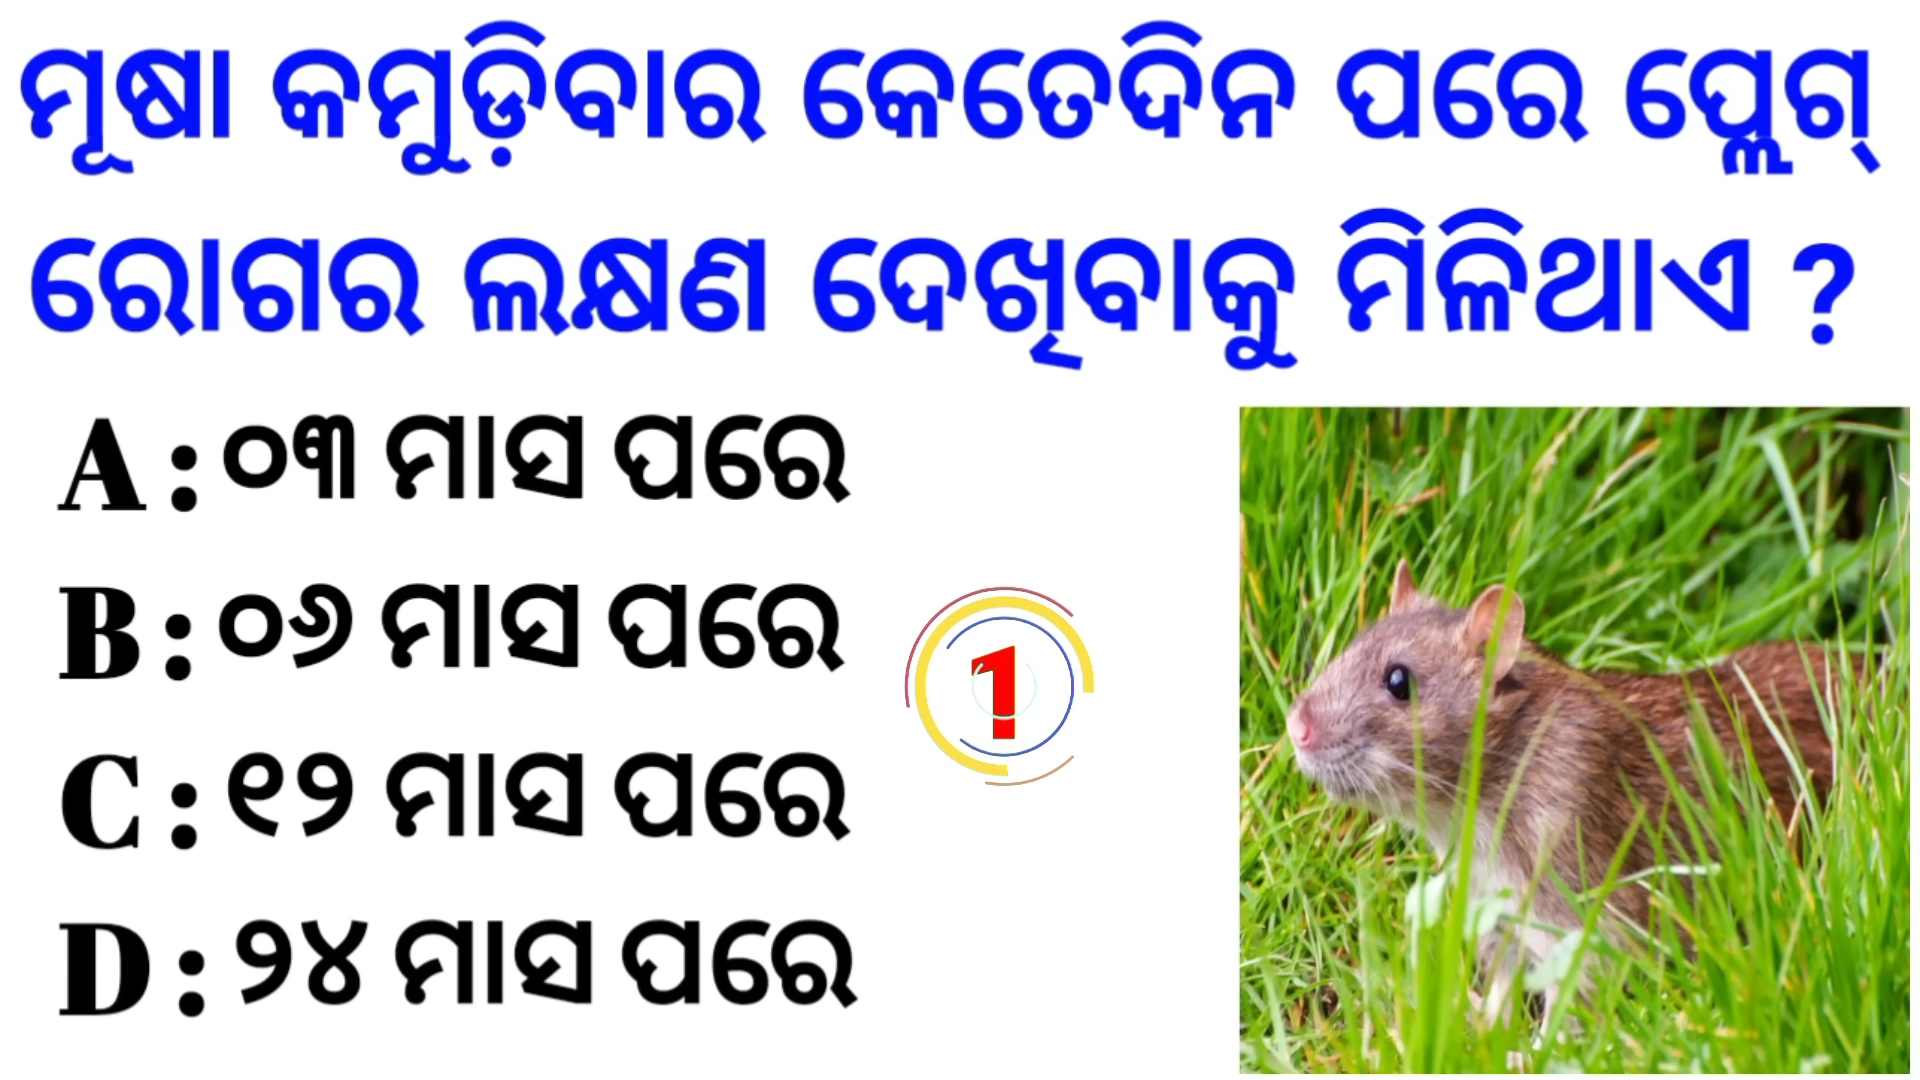 ମୂଷା କମୁଡ଼ିବାର କେତେଦିନ ପରେ ପ୍ଲେଗ୍
ରୋଗର ଲକ୍ଷଣ ଦେଖିବାକୁ ମିଳିଥାଏ ?
A : ୦୩ ମାସ ପରେ
B : ୦୬ ମାସ ପରେ
1
C : ୧୨ ମାସ ପରେ
D : ୨୪ ମାସ ପରେ